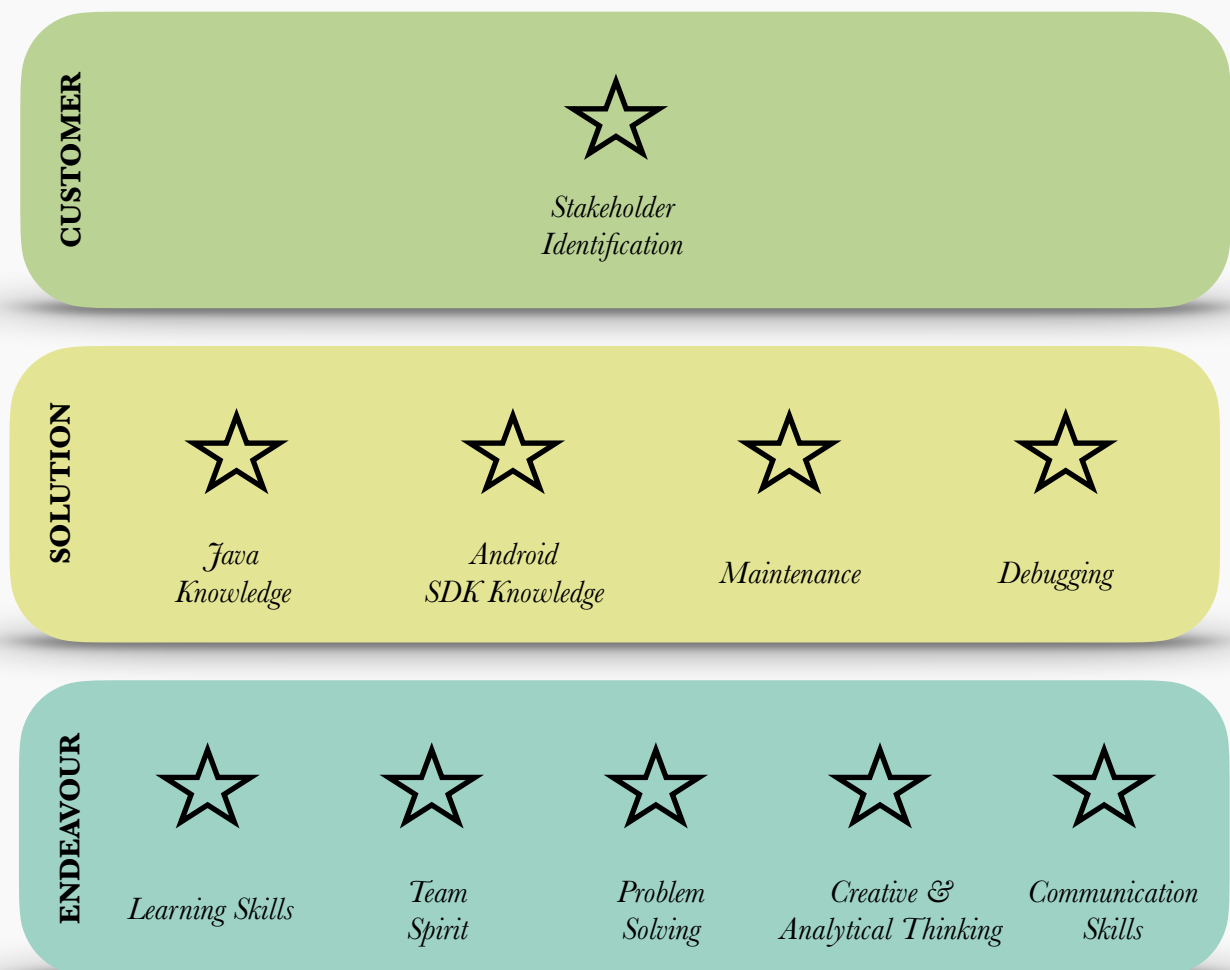 CUSTOMER
Stakeholder
Identification
SOLUTION
Java
Knowledge
Android
SDK Knowledge
Maintenance
Debugging
ENDEAVOUR
Learning Skills
Team
Spirit
Problem
Solving
Creative &
Analytical Thinking
Communication
Skills